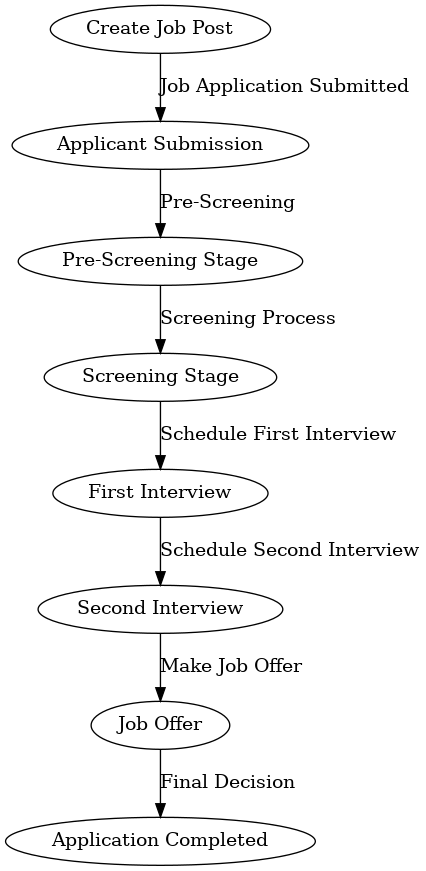 Create Job Post
Job Application Submitted
Applicant Submission
Pre-Screening
Pre-Screening Stage
Screening Process
Screening Stage
Schedule First Interview
First Interview
Schedule Second Interview
Second Interview
Make Job Offer
Job Offer
Final Decision
Application Completed